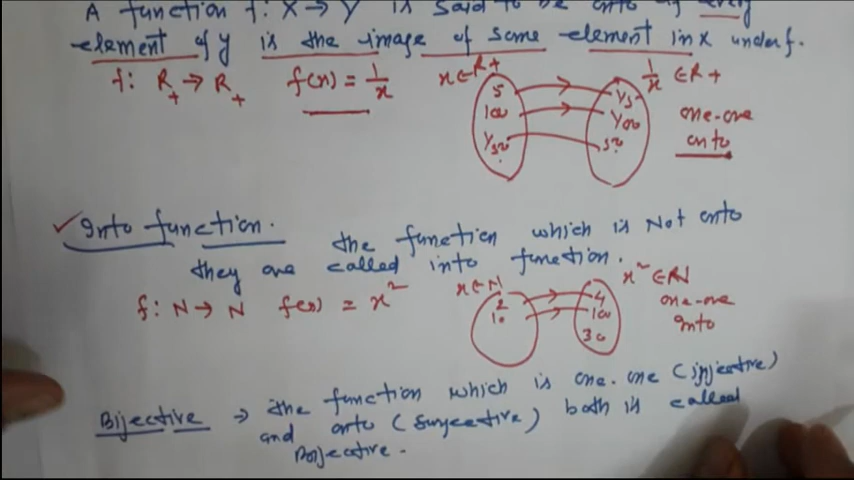 A function f: X → Y is said to be onto if every
element of y is the image of some element in x under f.
f: R+ → R+ f(x) = 1/x x ∈ R+ 1/x ∈ R+
5 1/5
100 1/100 one-one
1/50 50 onto
Into function. the function which is Not onto
they are called into function.
f: N → N f(x) = x² x ∈ N x² ∈ N
2 4 one-one
10 100 into
30
Bijective → the function which is one-one (injective)
and onto (surjective) both is called
Bijective.